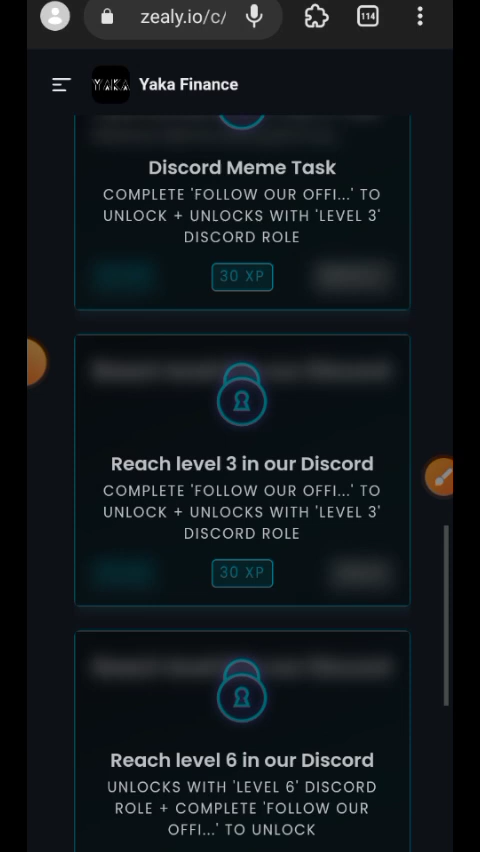 zealy.io/c/
114
YAKA
Yaka Finance
Discord Meme Task
COMPLETE 'FOLLOW OUR OFFI...' TO
UNLOCK + UNLOCKS WITH 'LEVEL 3'
DISCORD ROLE
30 XP
Reach level 3 in our Discord
COMPLETE 'FOLLOW OUR OFFI...' TO
UNLOCK + UNLOCKS WITH 'LEVEL 3'
DISCORD ROLE
30 XP
Reach level 6 in our Discord
UNLOCKS WITH 'LEVEL 6' DISCORD
ROLE + COMPLETE 'FOLLOW OUR
OFFI...' TO UNLOCK